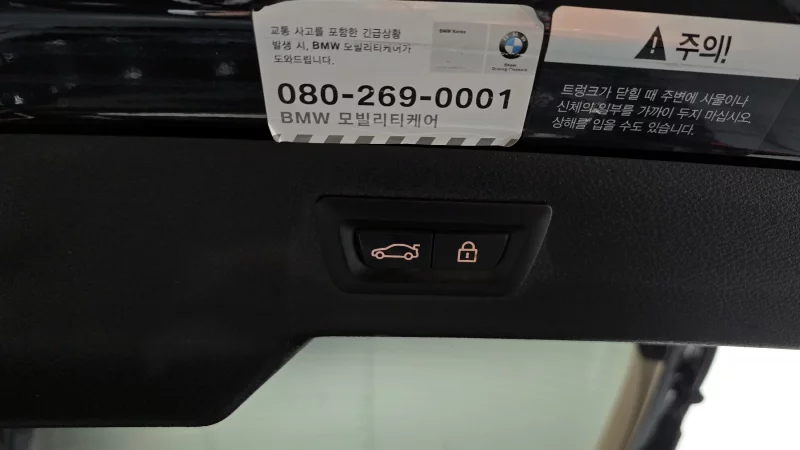 교통 사고를 포함한 긴급상황
발생 시, BMW 모빌리티케어가
도와드립니다.
BMW Korea
BMW
080-269-0001
BMW 모빌리티케어
주의!
트렁크가 닫힐 때 주변에 사물이나
신체의 일부를 가까이 두지 마십시오.
상해를 입을 수도 있습니다.